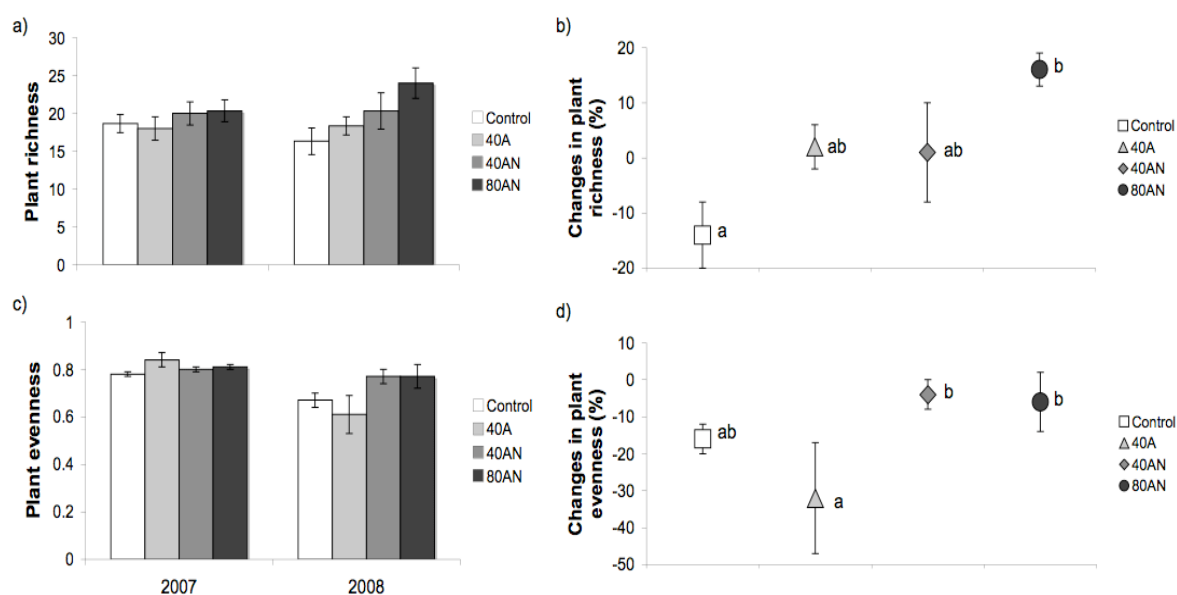 a)
Plant richness
30
25
20
15
10
5
0
Control
40A
40AN
80AN
b)
Changes in plant
richness (%)
20
10
0
-10
-20
a
ab
ab
b
Control
40A
40AN
80AN
c)
Plant evenness
1
0.8
0.6
0.4
0.2
0
2007
2008
Control
40A
40AN
80AN
d)
Changes in plant
evenness (%)
10
0
-10
-20
-30
-40
-50
ab
a
b
b
Control
40A
40AN
80AN